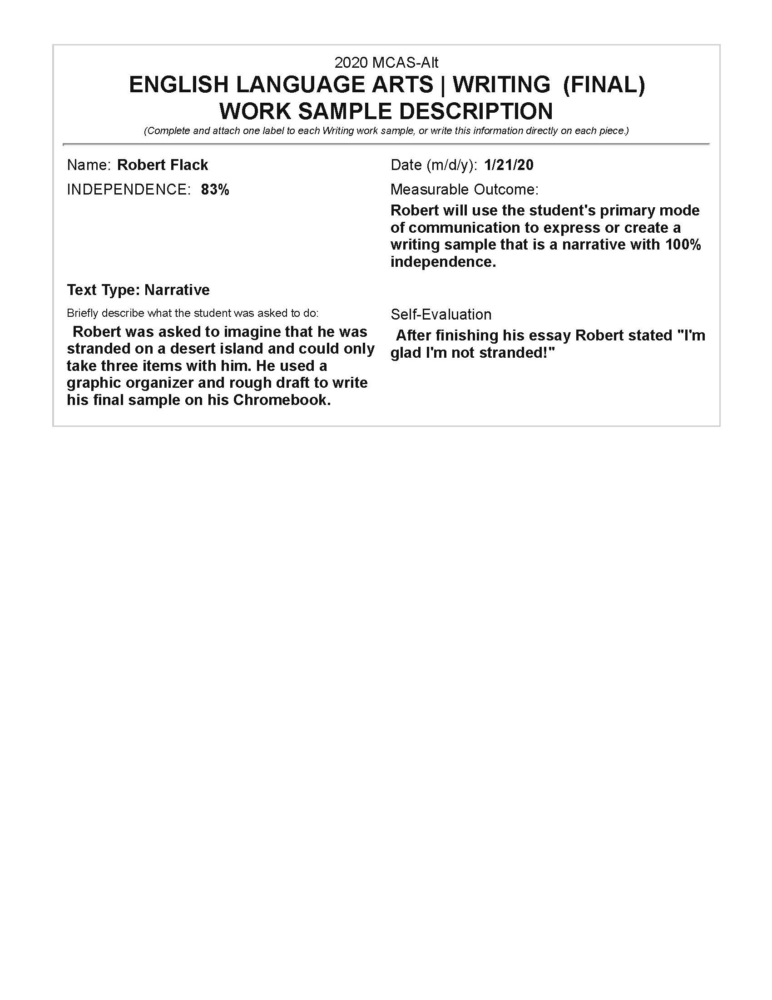 2020 MCAS-Alt
ENGLISH LANGUAGE ARTS | WRITING (FINAL)
WORK SAMPLE DESCRIPTION
(Complete and attach one label to each Writing work sample, or write this information directly on each piece.)
Name: Robert Flack
Date (m/d/y): 1/21/20
INDEPENDENCE: 83%
Measurable Outcome:
Robert will use the student's primary mode
of communication to express or create a
writing sample that is a narrative with 100%
independence.
Text Type: Narrative
Briefly describe what the student was asked to do:
Robert was asked to imagine that he was
stranded on a desert island and could only
take three items with him. He used a
graphic organizer and rough draft to write
his final sample on his Chromebook.
Self-Evaluation
After finishing his essay Robert stated "I'm
glad I'm not stranded!"